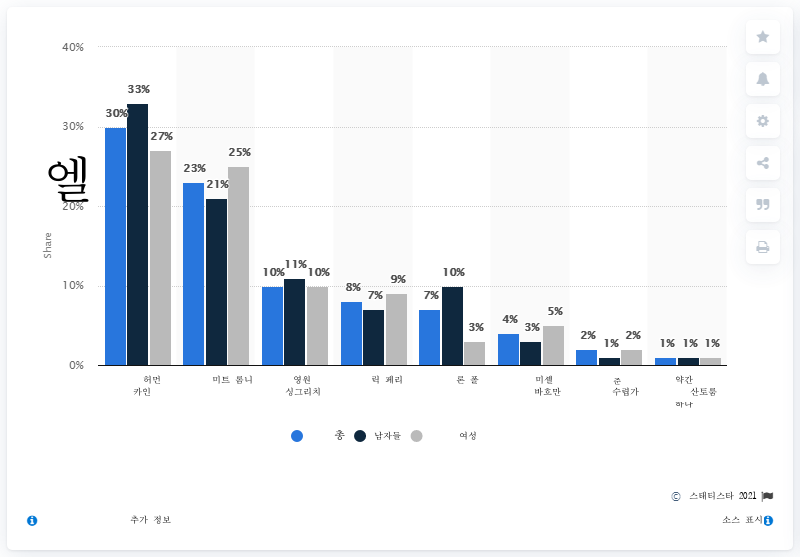 40%
33%
30%
30%
27%
25%
엘
23%
21%
20%
Share
10%
11%
10%
10%
8%
7%
9%
7%
10%
3%
4%
3%
5%
2%
1%
2%
1%
1%
1%
0%
허먼
카인
미트 롬니
영원
싱그리치
릭 페리
론 폴
미셸
바흐만
존
수렵가
약간
산토룸
하나
총
남자들
여성
© 스태티스타 2021
추가 정보
소스 표시